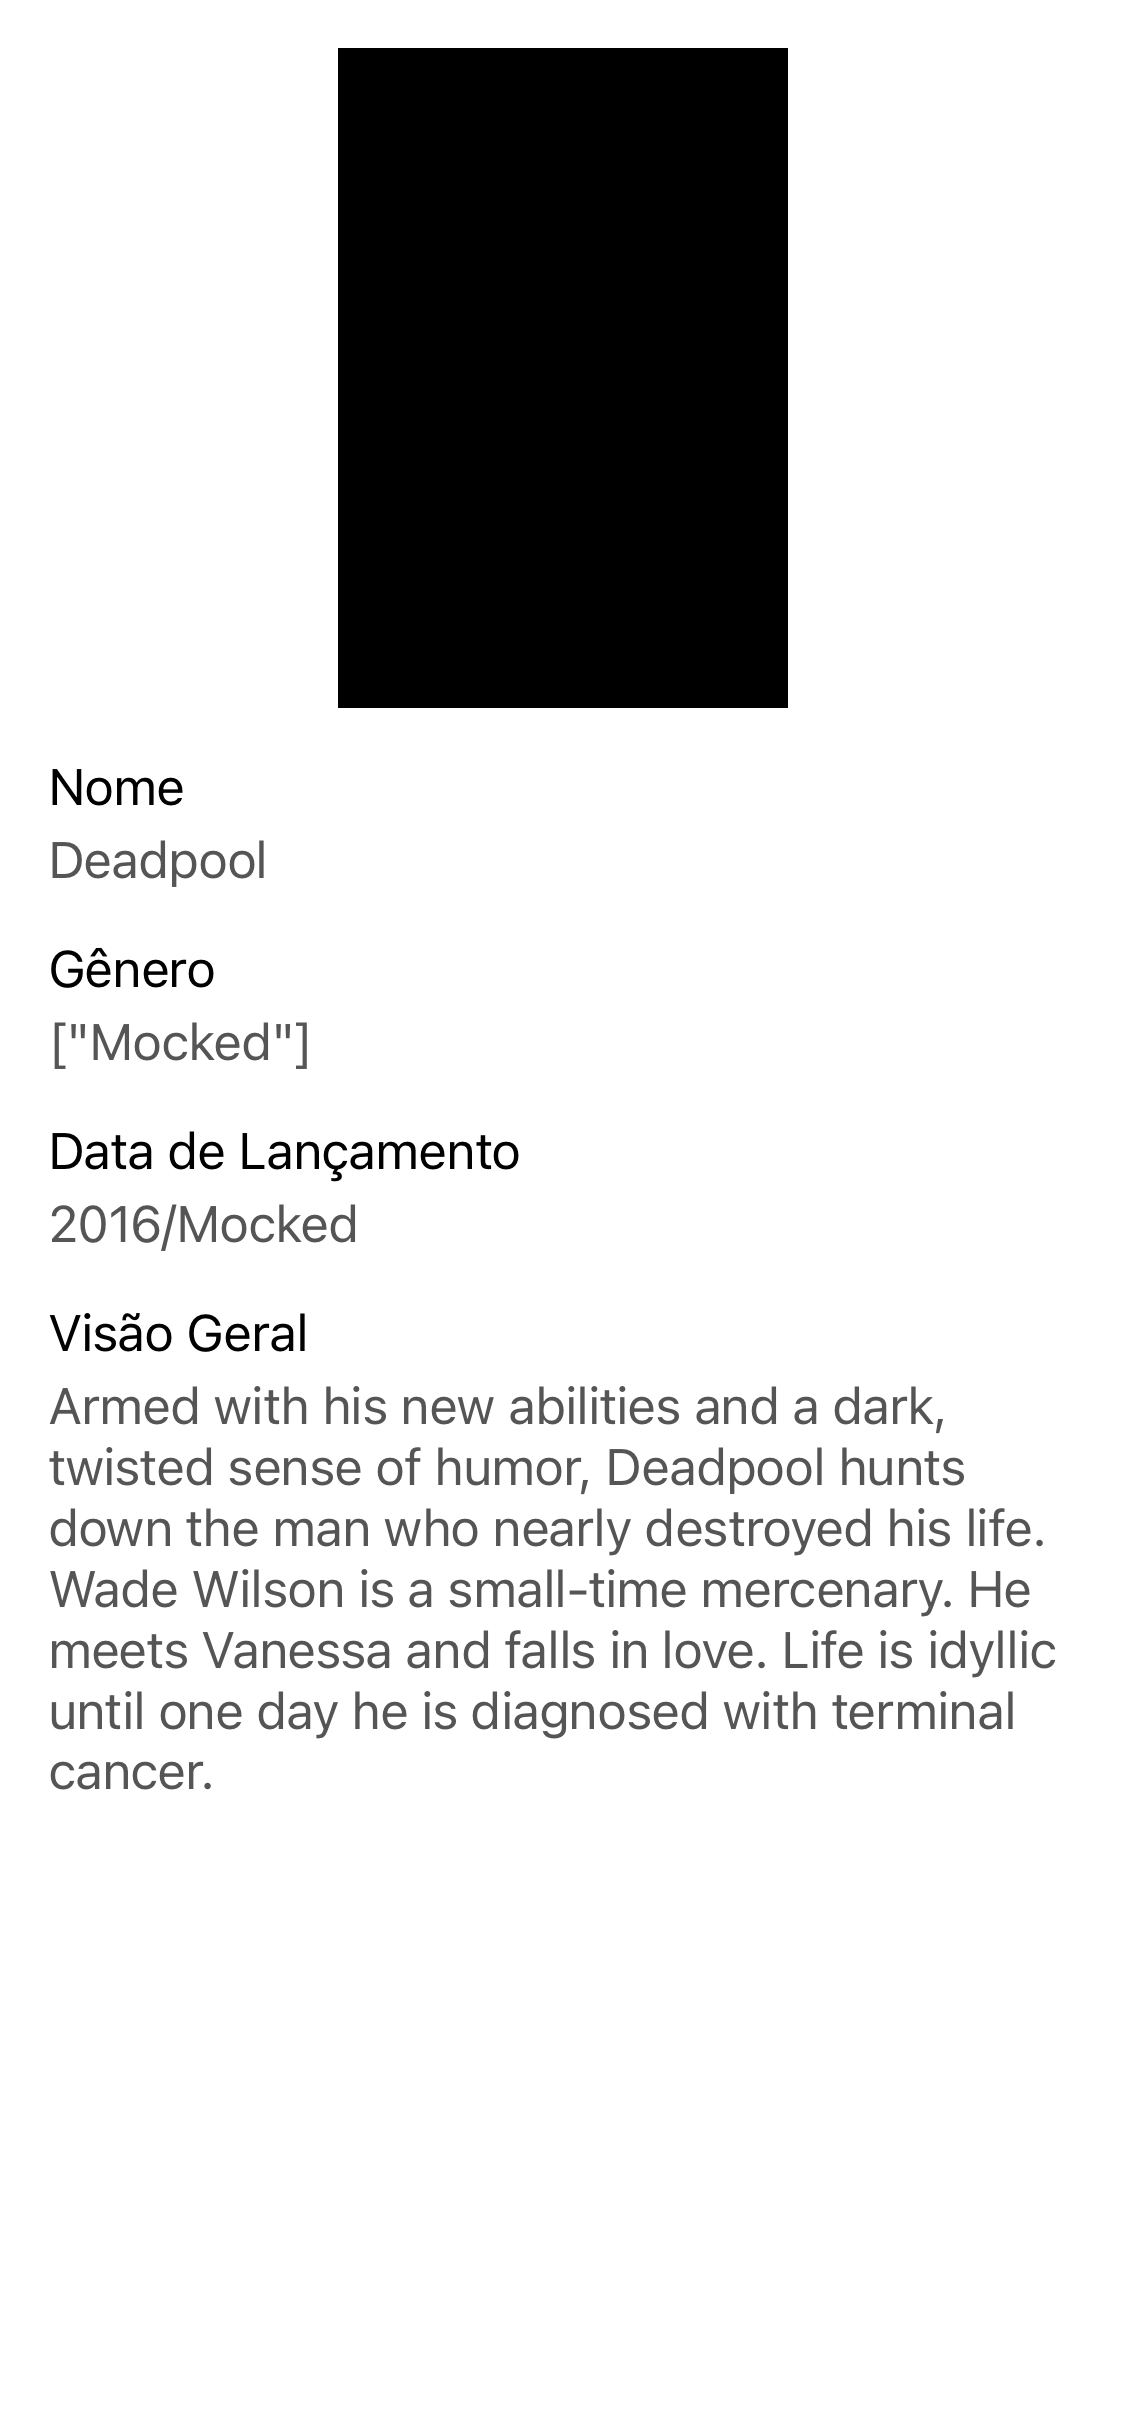 Nome
Deadpool
Gênero
["Mocked"]
Data de Lançamento
2016/Mocked
Visão Geral
Armed with his new abilities and a dark,
twisted sense of humor, Deadpool hunts
down the man who nearly destroyed his life.
Wade Wilson is a small-time mercenary. He
meets Vanessa and falls in love. Life is idyllic
until one day he is diagnosed with terminal
cancer.